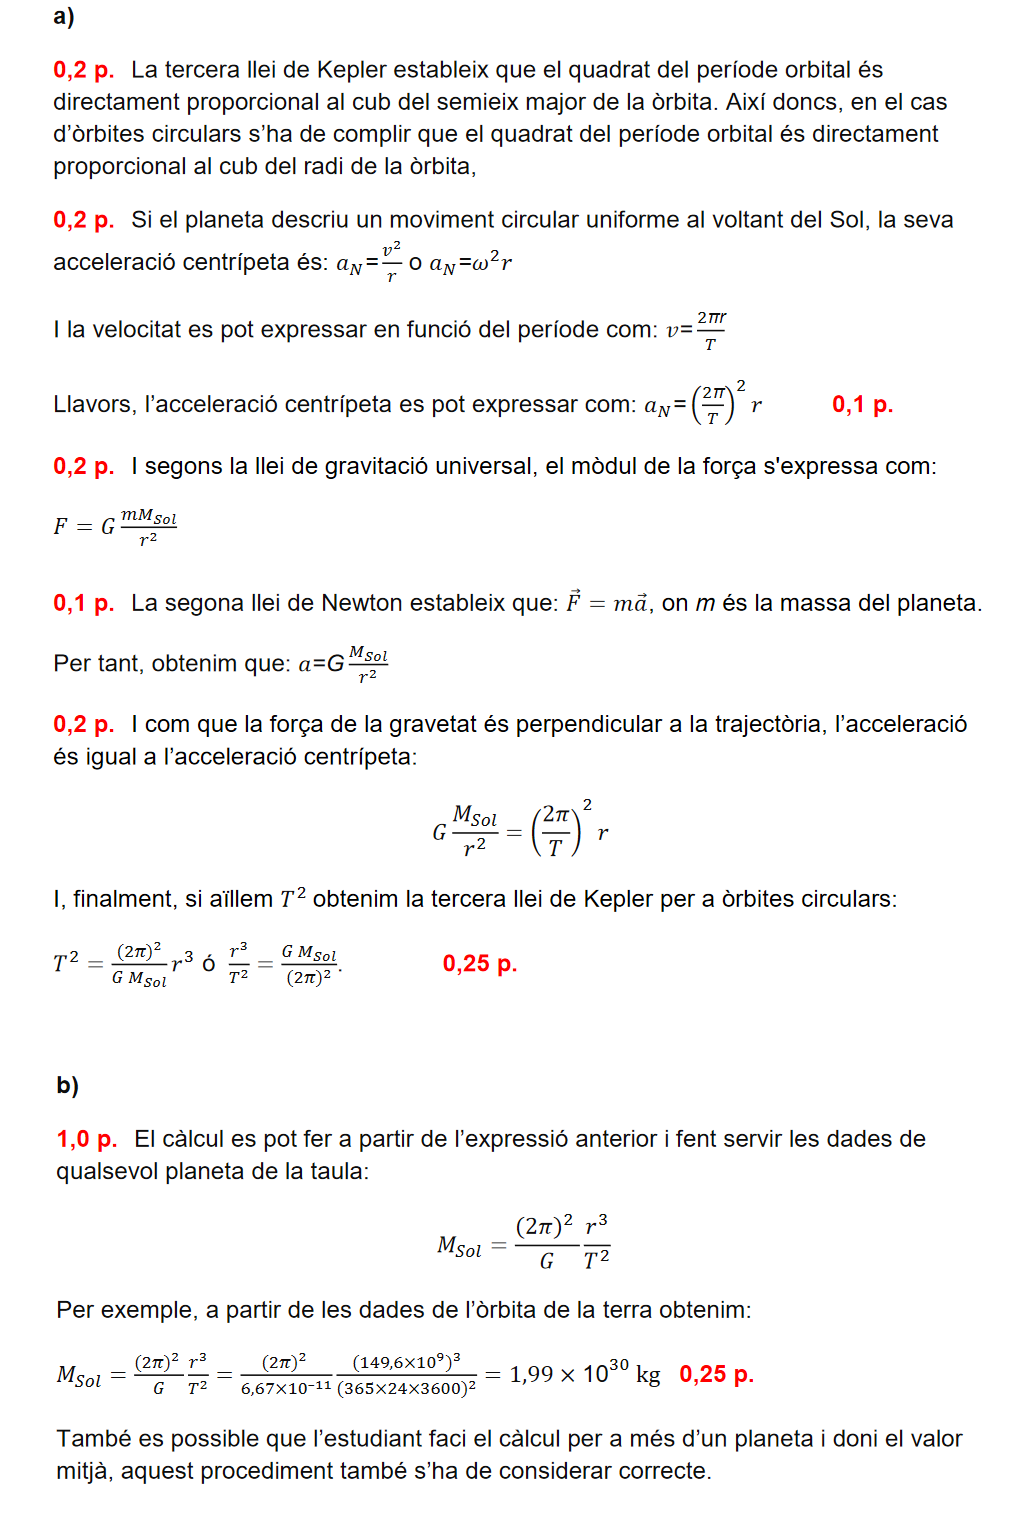 a)
0,2 p. La tercera llei de Kepler estableix que el quadrat del període orbital és
directament proporcional al cub del semieix major de la òrbita. Així doncs, en el cas
d’òrbites circulars s’ha de complir que el quadrat del període orbital és directament
proporcional al cub del radi de la òrbita,
0,2 p. Si el planeta descriu un moviment circular uniforme al voltant del Sol, la seva
acceleració centrípeta és: $a_N=\frac{v^2}{r}$ o $a_N=\omega^2 r$
I la velocitat es pot expressar en funció del període com: $v=\frac{2\pi r}{T}$
Llavors, l’acceleració centrípeta es pot expressar com: $a_N=\left(\frac{2\pi}{T}\right)^2 r$ 0,1 p.
0,2 p. I segons la llei de gravitació universal, el mòdul de la força s'expressa com:
$F = G\frac{mM_{Sol}}{r^2}$
0,1 p. La segona llei de Newton estableix que: $\vec{F} = m\vec{a}$, on m és la massa del planeta.
Per tant, obtenim que: $a=G\frac{M_{Sol}}{r^2}$
0,2 p. I com que la força de la gravetat és perpendicular a la trajectòria, l’acceleració
és igual a l’acceleració centrípeta:
$G\frac{M_{Sol}}{r^2} = \left(\frac{2\pi}{T}\right)^2 r$
I, finalment, si aïllem $T^2$ obtenim la tercera llei de Kepler per a òrbites circulars:
$T^2 = \frac{(2\pi)^2}{G\,M_{Sol}} r^3$ ó $\frac{r^3}{T^2} = \frac{G\,M_{Sol}}{(2\pi)^2}$. 0,25 p.
b)
1,0 p. El càlcul es pot fer a partir de l’expressió anterior i fent servir les dades de
qualsevol planeta de la taula:
$M_{Sol} = \frac{(2\pi)^2}{G}\frac{r^3}{T^2}$
Per exemple, a partir de les dades de l’òrbita de la terra obtenim:
$M_{Sol} = \frac{(2\pi)^2}{G}\frac{r^3}{T^2} = \frac{(2\pi)^2}{6,67\times10^{-11}}\frac{(149,6\times10^9)^3}{(365\times24\times3600)^2} = 1,99 \times 10^{30}$ kg 0,25 p.
També es possible que l’estudiant faci el càlcul per a més d’un planeta i doni el valor
mitjà, aquest procediment també s’ha de considerar correcte.